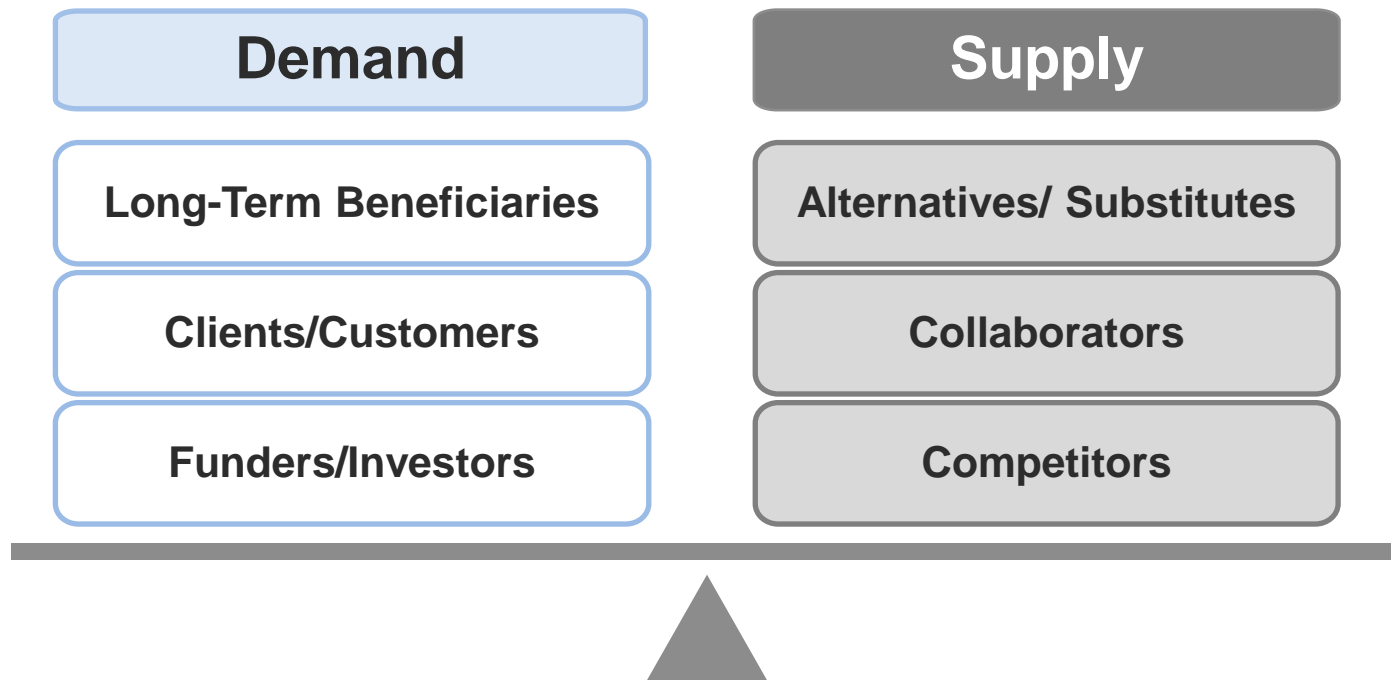 Demand
Supply
Long-Term Beneficiaries
Alternatives/ Substitutes
Clients/Customers
Collaborators
Funders/Investors
Competitors